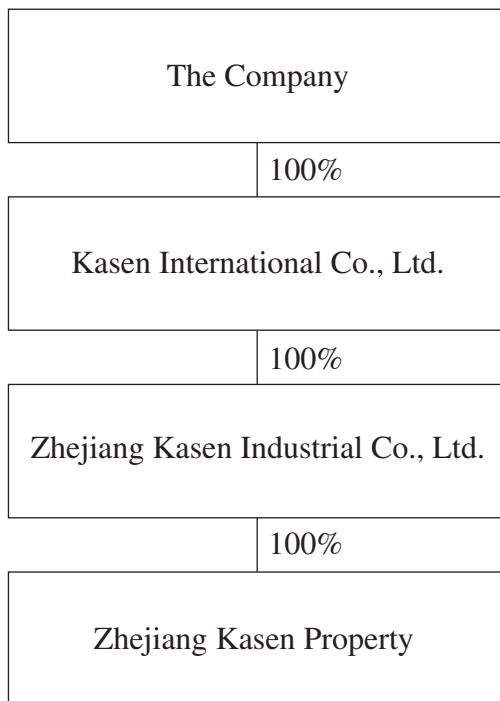 The Company
100%
Kasen International Co., Ltd.
100%
Zhejiang Kasen Industrial Co., Ltd.
100%
Zhejiang Kasen Property